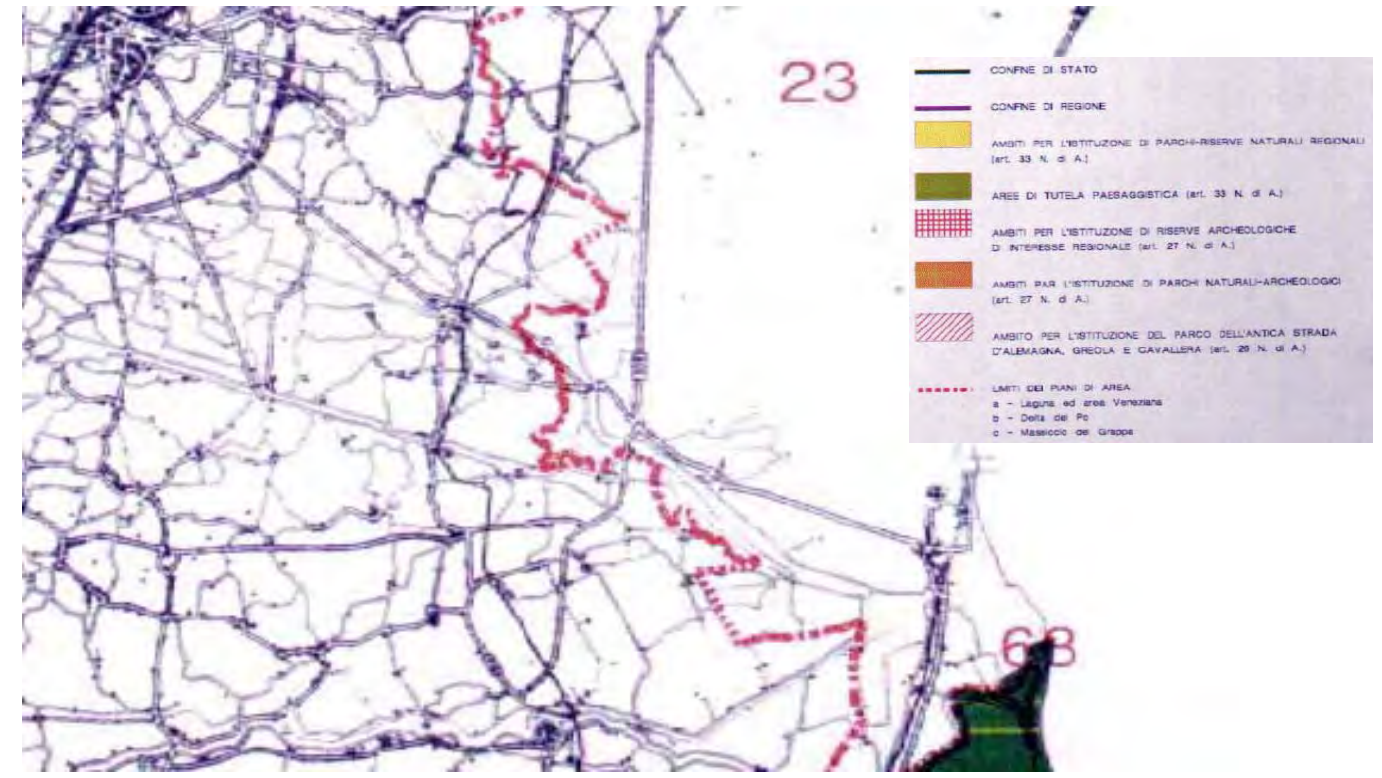 23
CONFINE DI STATO
CONFINE DI REGIONE
AMBITI PER L'ISTITUZIONE DI PARCHI-RISERVE NATURALI REGIONALI
(art. 33 N. di A.)
AREE DI TUTELA PAESAGGISTICA (art. 33 N. di A.)
AMBITI PER L'ISTITUZIONE DI RISERVE ARCHEOLOGICHE
DI INTERESSE REGIONALE (art. 27 N. di A.)
AMBITI PAR L'ISTITUZIONE DI PARCHI NATURALI-ARCHEOLOGICI
(art. 27 N. di A.)
AMBITO PER L'ISTITUZIONE DEL PARCO DELL'ANTICA STRADA
D'ALEMAGNA, GREOLA E CAVALLERA (art. 29 N. di A.)
LIMITI DEI PIANI DI AREA
a - Laguna ed area Veneziana
b - Delta del Po
c - Massiccio del Grappa
68